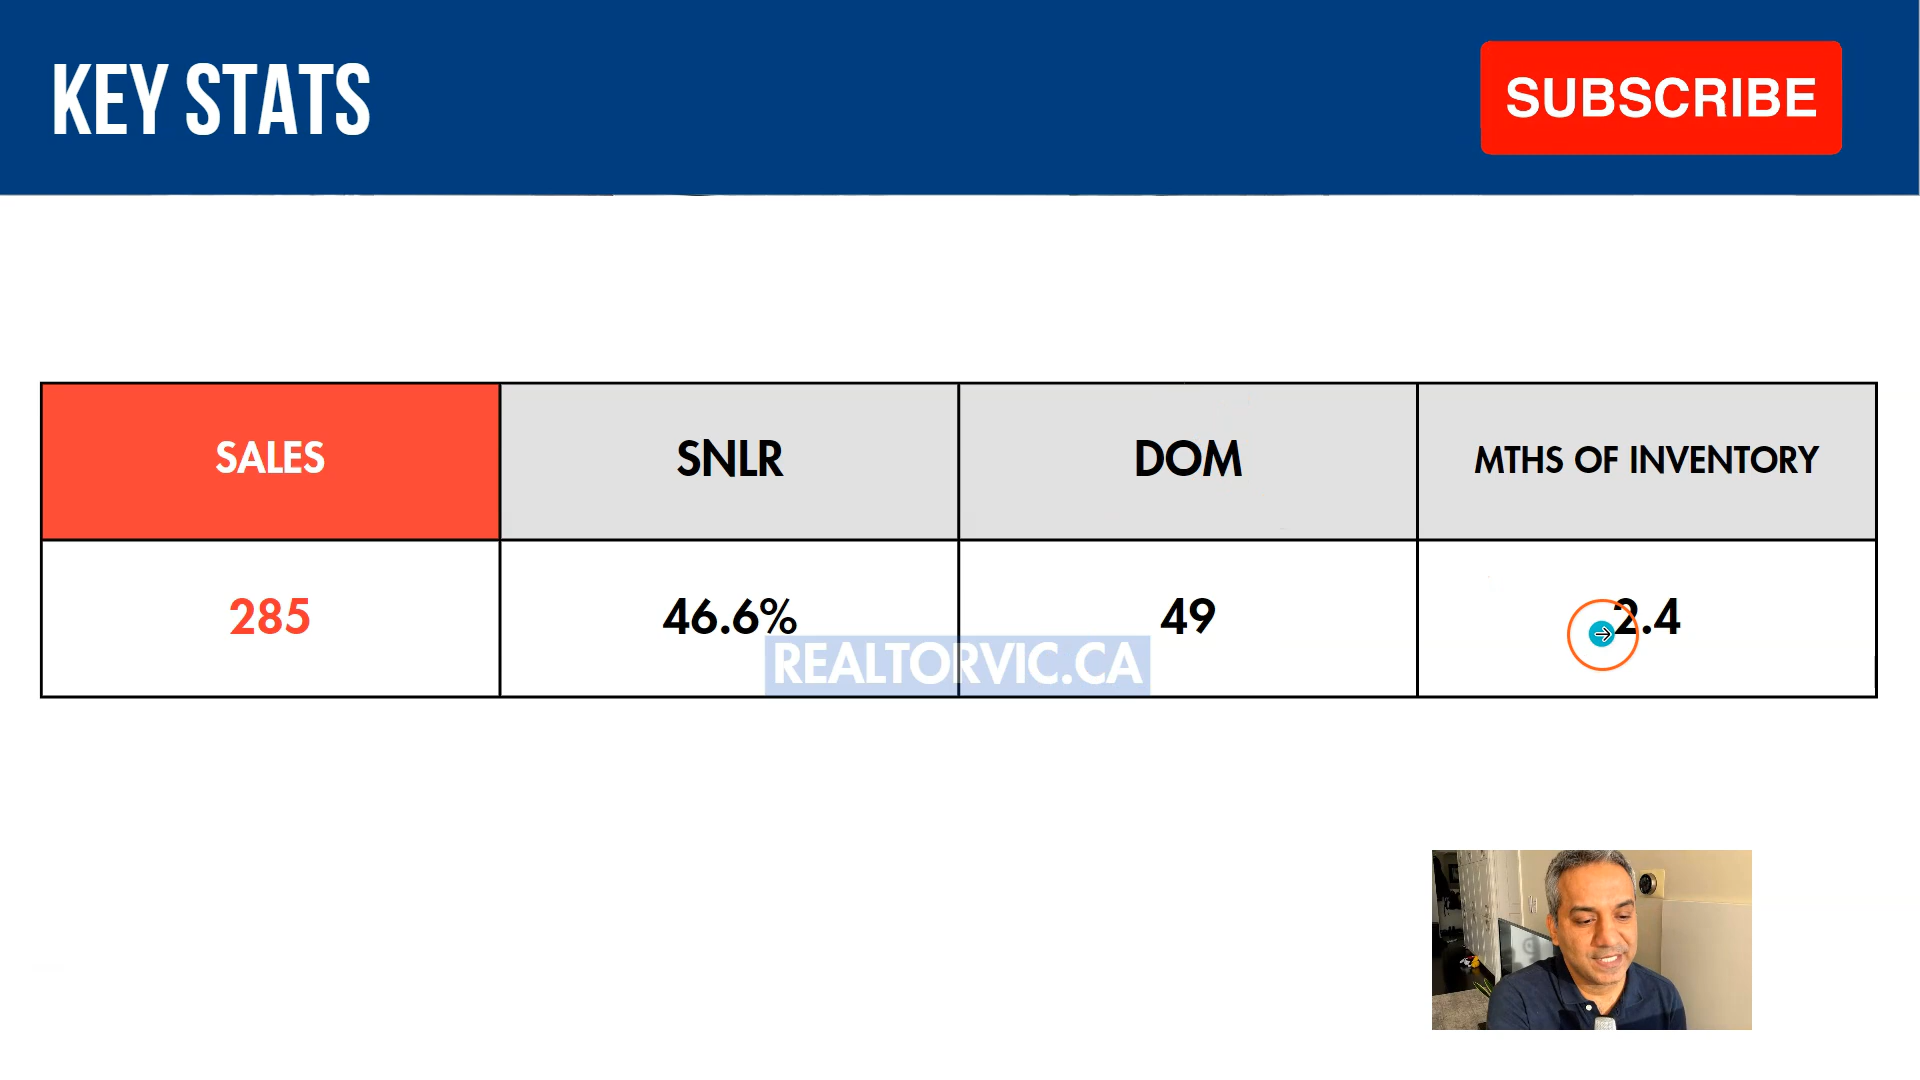 KEY STATS
SUBSCRIBE
SALES SNLR DOM MTHS OF INVENTORY
285 46.6% 49 2.4
REALTORVIC.CA